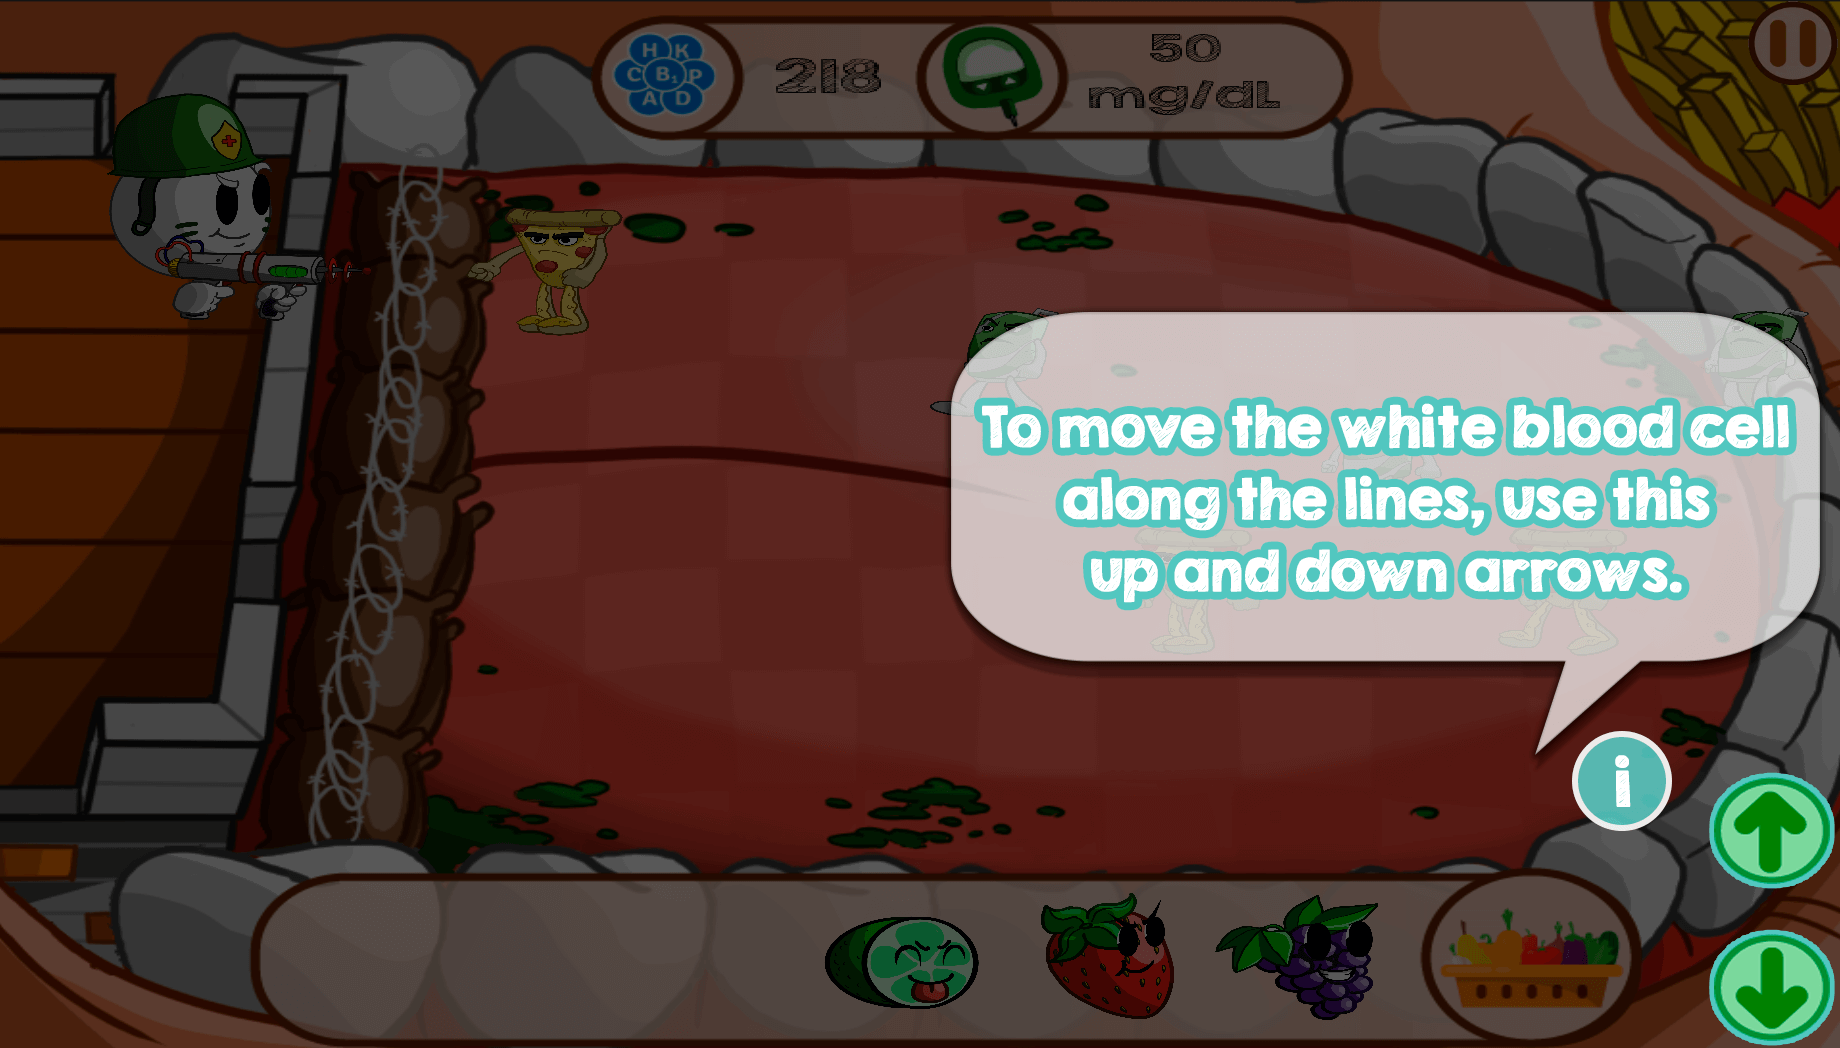 H K
C B₁ P
A D
218
50
mg/dL
To move the white blood cell
along the lines, use this
up and down arrows.
i